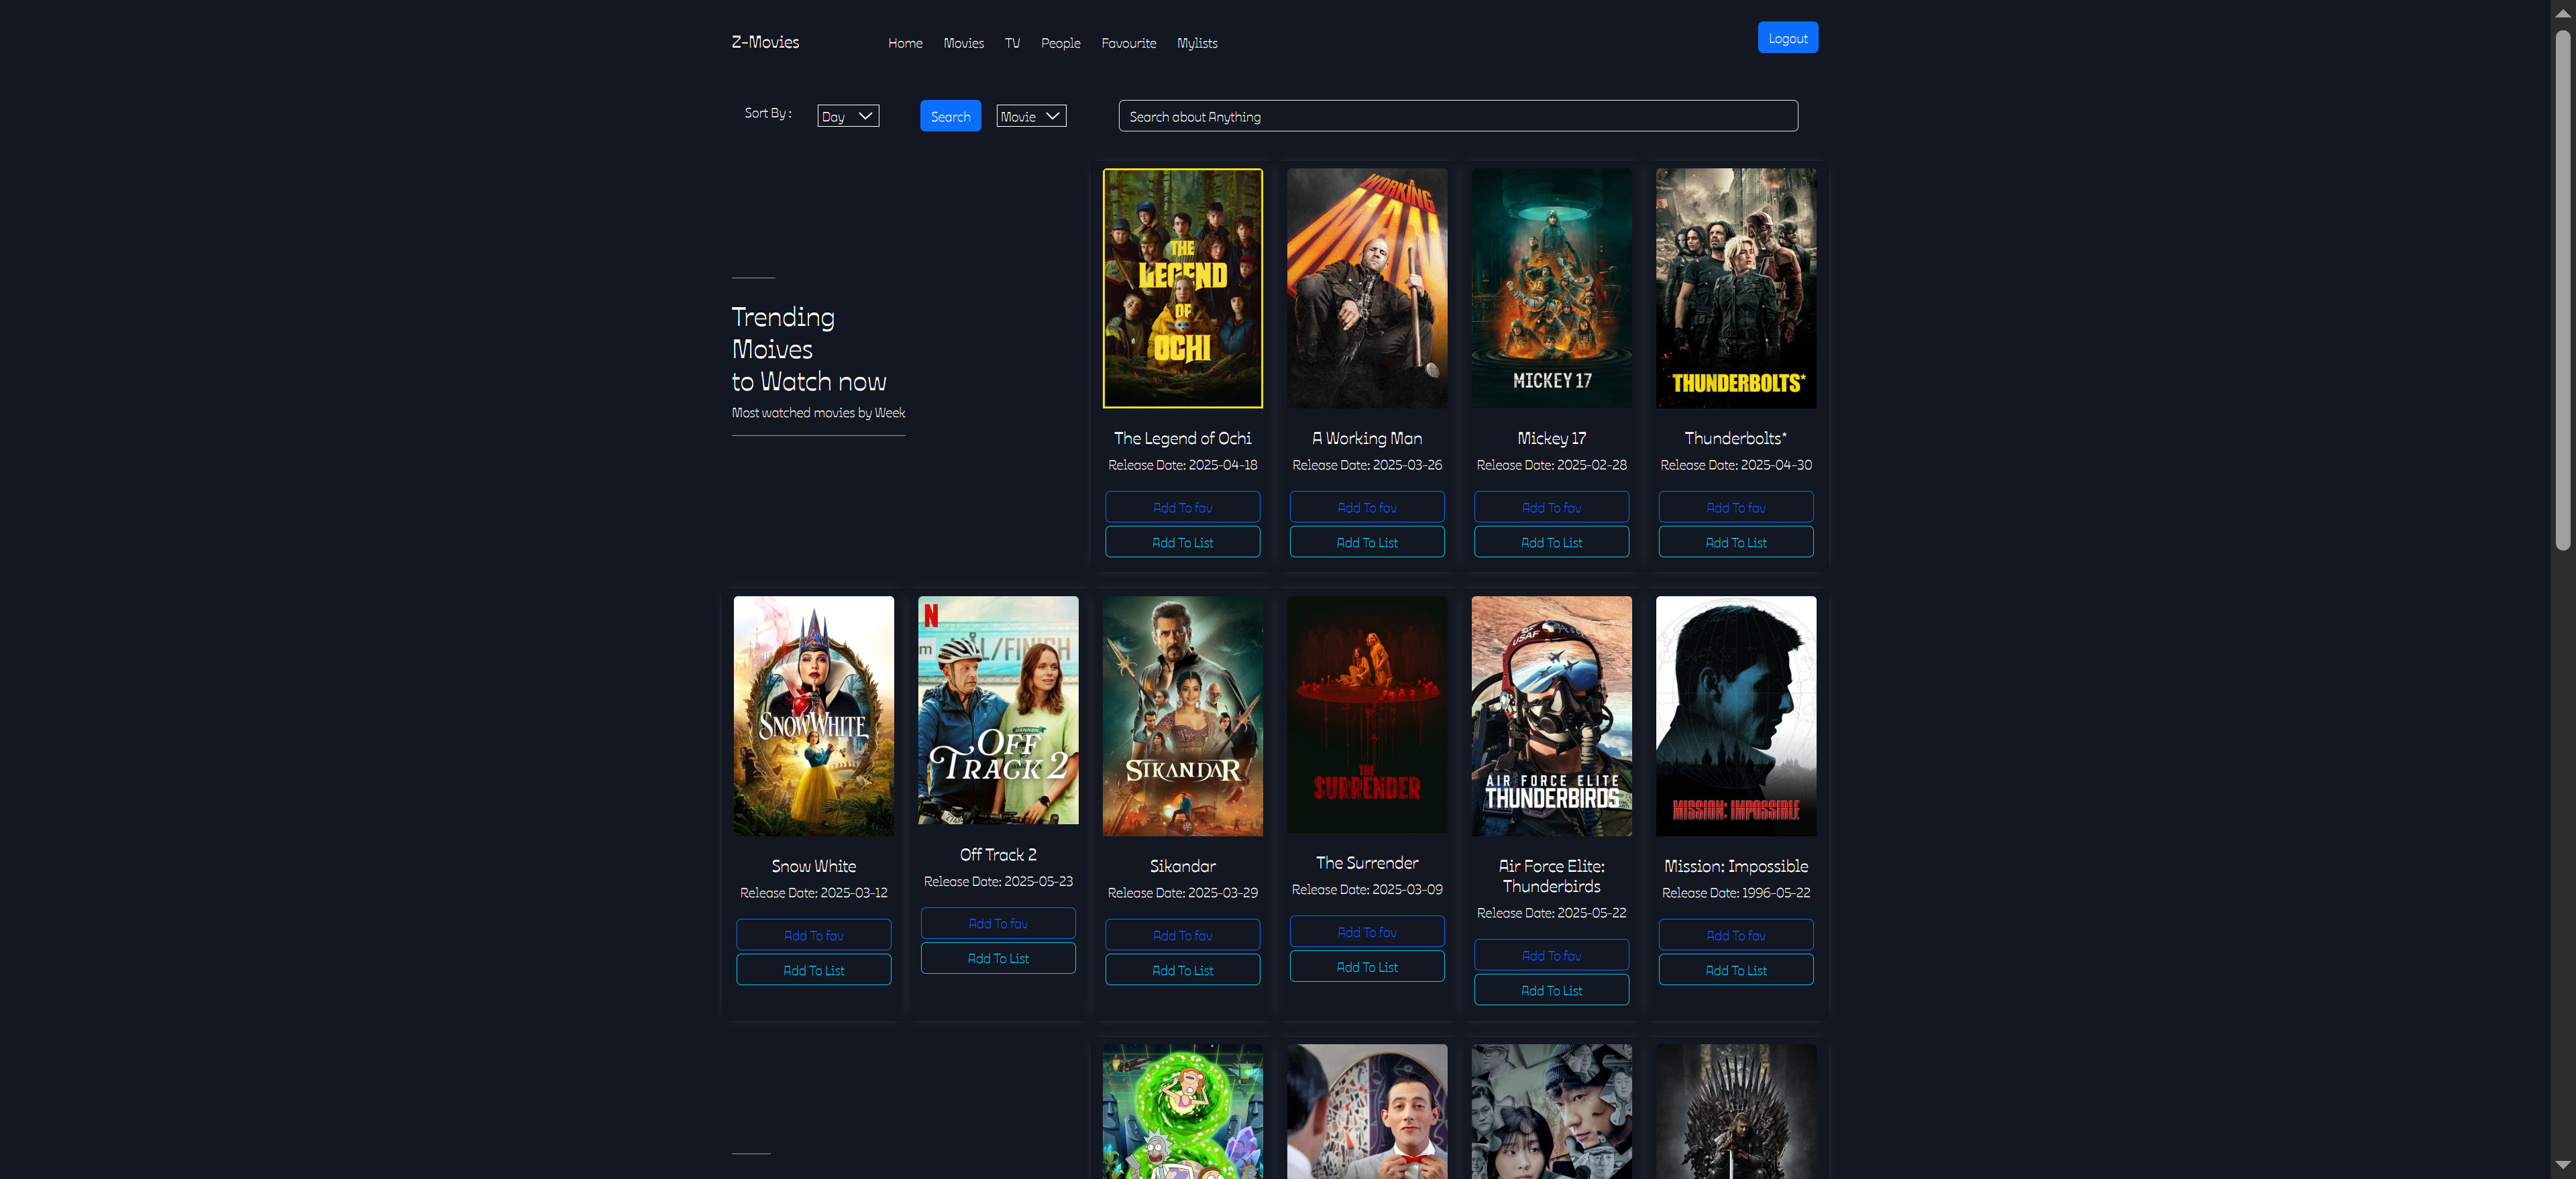 Z-Movies
Home Movies TV People Favourite Mylists
Logout
Sort By :
Day
Search
Movie
Search about Anything
Trending
Moives
to Watch now
Most watched movies by Week
THE
LEGEND
OF
OCHI
The Legend of Ochi
Release Date: 2025-04-18
Add To fav
Add To List
A
WORKING
MAN
A Working Man
Release Date: 2025-03-26
Add To fav
Add To List
MICKEY 17
Mickey 17
Release Date: 2025-02-28
Add To fav
Add To List
THUNDERBOLTS*
Thunderbolts*
Release Date: 2025-04-30
Add To fav
Add To List
SNOW WHITE
Snow White
Release Date: 2025-03-12
Add To fav
Add To List
N
OFF
TRACK 2
Off Track 2
Release Date: 2025-05-23
Add To fav
Add To List
SIKANDAR
Sikandar
Release Date: 2025-03-29
Add To fav
Add To List
THE
SURRENDER
The Surrender
Release Date: 2025-03-09
Add To fav
Add To List
USAF
AIR FORCE ELITE
THUNDERBIRDS
Air Force Elite:
Thunderbirds
Release Date: 2025-05-22
Add To fav
Add To List
MISSION: IMPOSSIBLE
Mission: Impossible
Release Date: 1996-05-22
Add To fav
Add To List